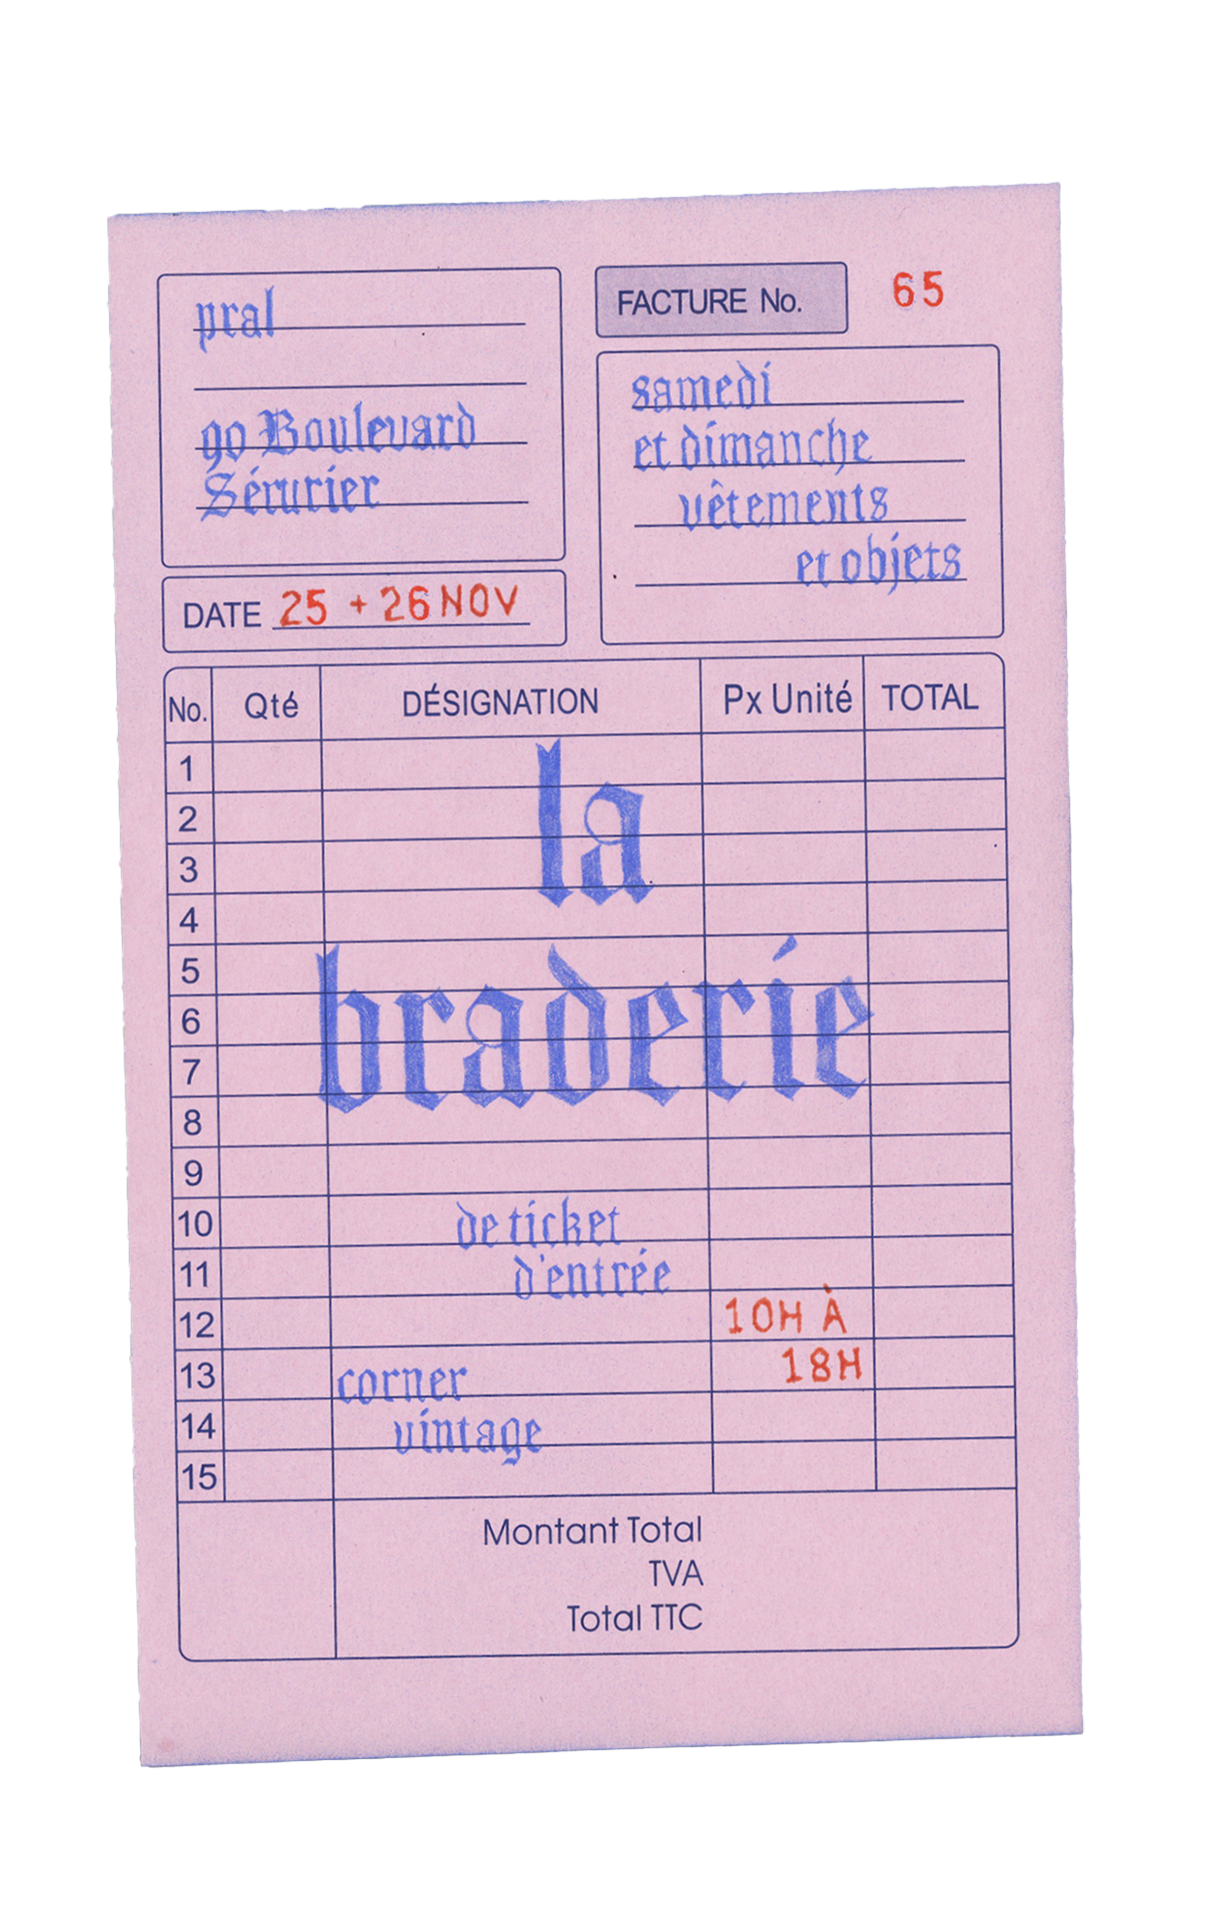 pral
90 Boulevard
Sérurier
FACTURE No. 65
samedi
et dimanche
vêtements
et objets
DATE 25 + 26 NOV
No. Qté DÉSIGNATION Px Unité TOTAL
1
2
3
4
la
5
6
7
8
braderie
9
10 de ticket
11 d'entrée
12 10H À
13 corner 18H
14 vintage
15
Montant Total
TVA
Total TTC